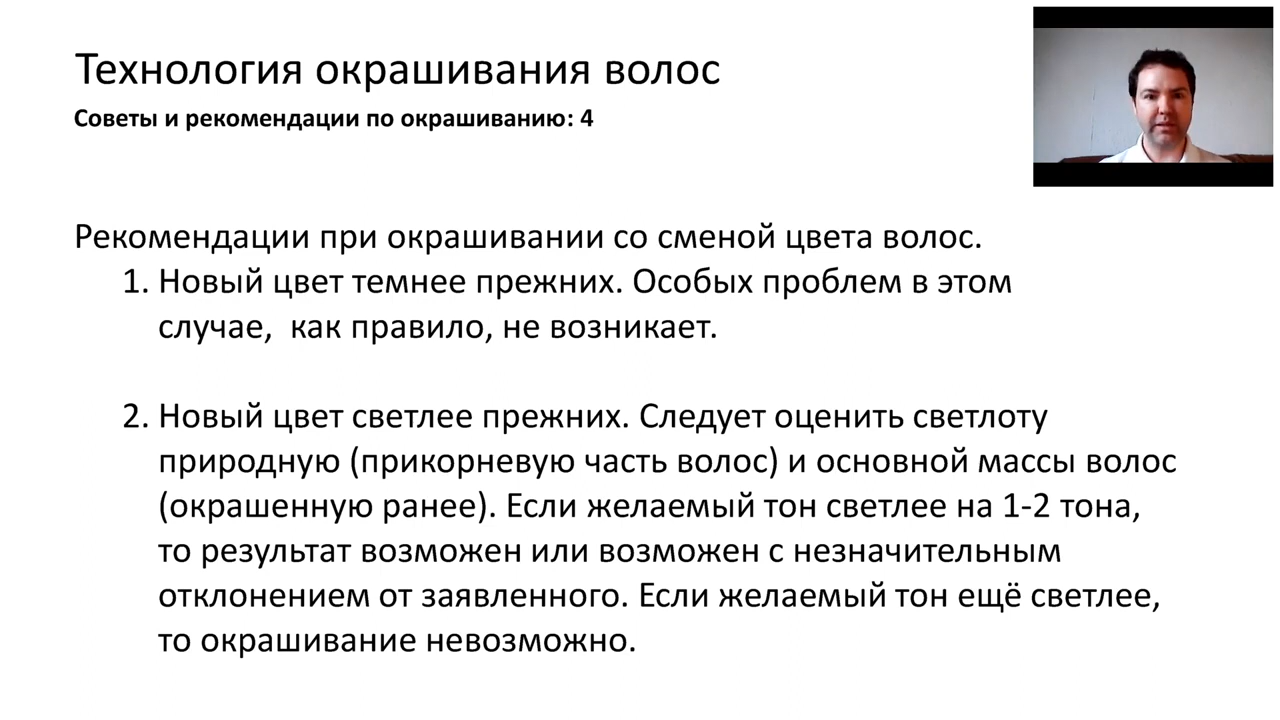 Технология окрашивания волос
Советы и рекомендации по окрашиванию: 4
Рекомендации при окрашивании со сменой цвета волос.
1. Новый цвет темнее прежних. Особых проблем в этом
случае,  как правило, не возникает.
2. Новый цвет светлее прежних. Следует оценить светлоту
природную (прикорневую часть волос) и основной массы волос
(окрашенную ранее). Если желаемый тон светлее на 1-2 тона,
то результат возможен или возможен с незначительным
отклонением от заявленного. Если желаемый тон ещё светлее,
то окрашивание невозможно.